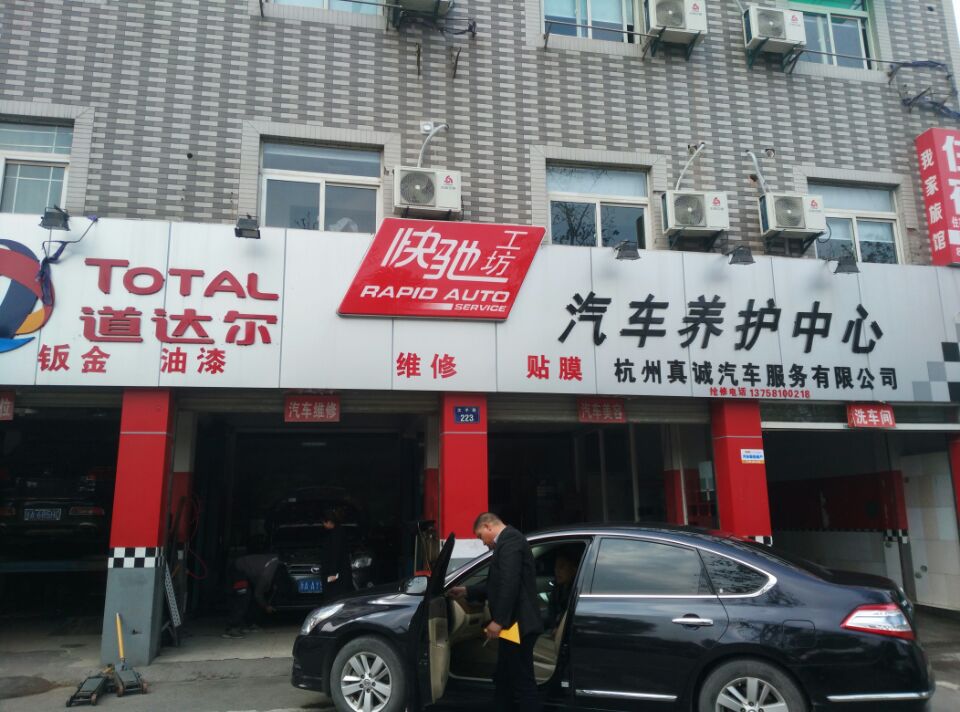 我家旅馆
住宿
TOTAL
道达尔
钣金 油漆
快驰工坊
RAPID AUTO
SERVICE
维修 贴膜
汽车养护中心
杭州真诚汽车服务有限公司
抢修电话 13758100218
位
汽车维修
223
汽车美容
洗车间